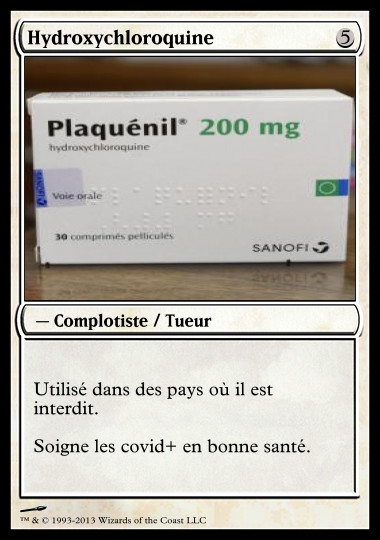 Hydroxychloroquine 5
Plaquénil® 200 mg
hydroxychloroquine
Voie orale
30 comprimés pelliculés
SANOFI
— Complotiste / Tueur
Utilisé dans des pays où il est
interdit.
Soigne les covid+ en bonne santé.
™ & © 1993-2013 Wizards of the Coast LLC